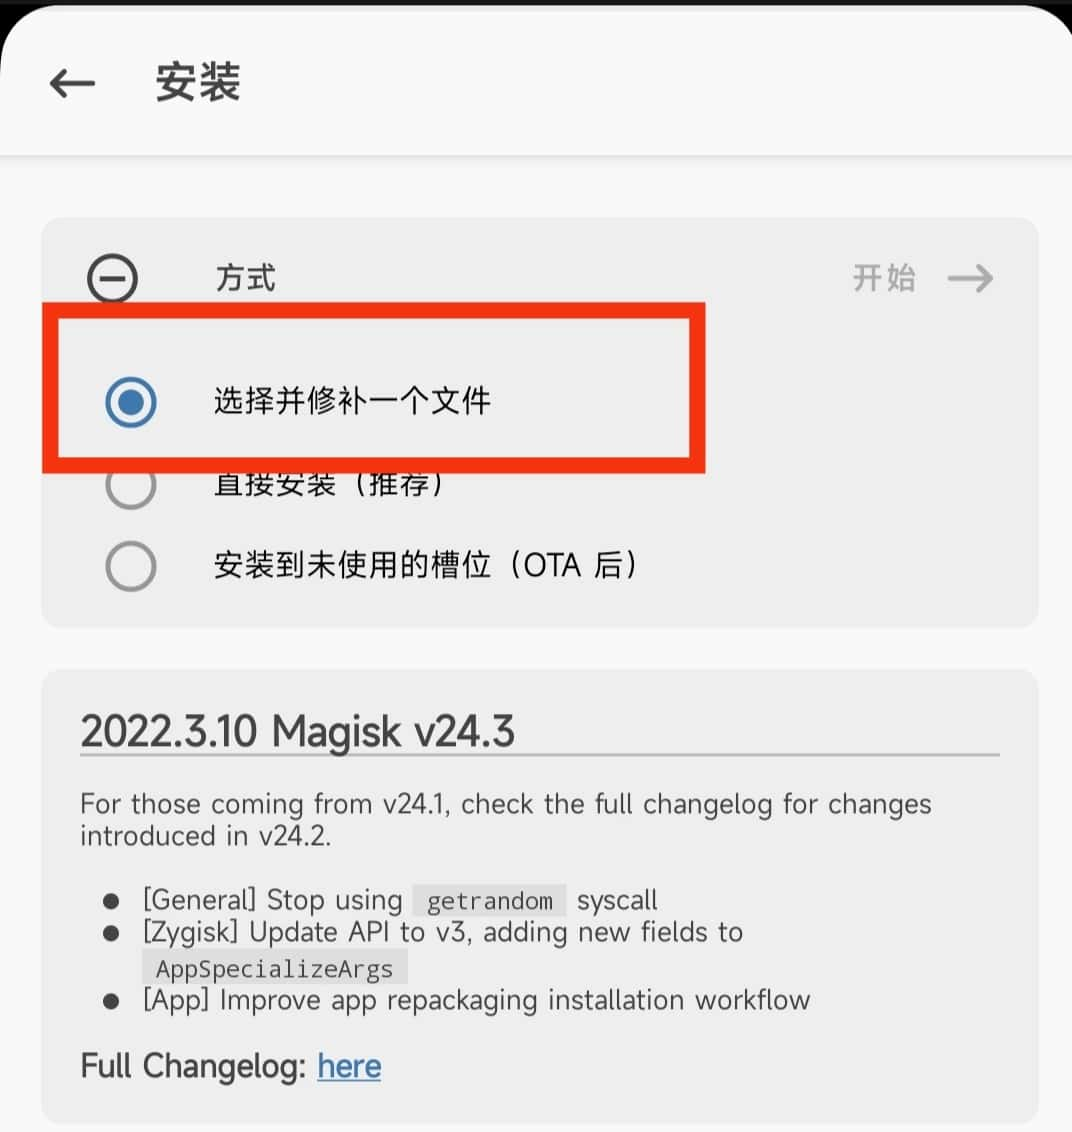 安装
方式
开始
选择并修补一个文件
直接安装（推荐）
安装到未使用的槽位（OTA 后）
2022.3.10 Magisk v24.3
For those coming from v24.1, check the full changelog for changes
introduced in v24.2.
[General] Stop using getrandom syscall
[Zygisk] Update API to v3, adding new fields to
AppSpecializeArgs
[App] Improve app repackaging installation workflow
Full Changelog: here